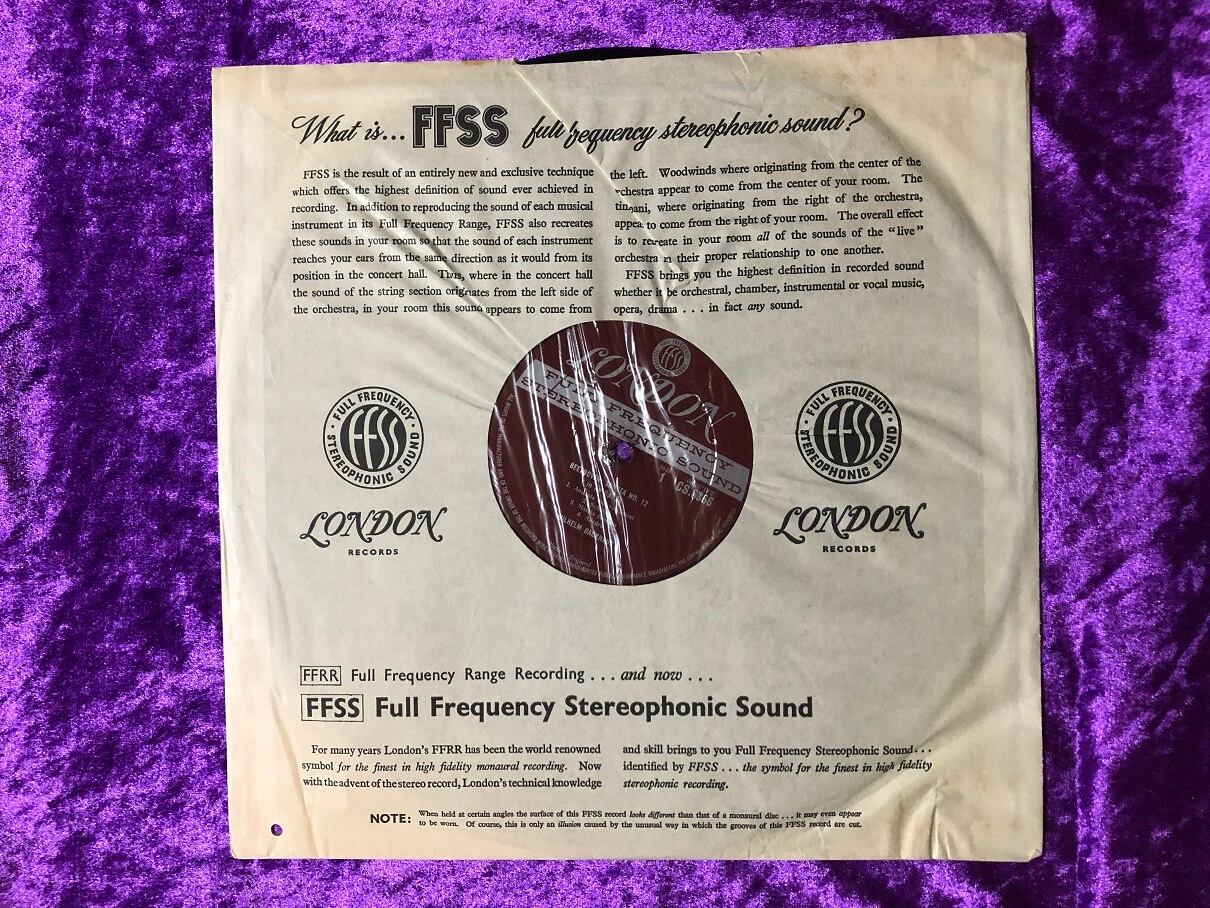 What is... FFSS full frequency stereophonic sound?
FFSS is the result of an entirely new and exclusive technique
which offers the highest definition of sound ever achieved in
recording. In addition to reproducing the sound of each musical
instrument in its Full Frequency Range, FFSS also recreates
these sounds in your room so that the sound of each instrument
reaches your ears from the same direction as it would from its
position in the concert hall. Thus, where in the concert hall
the sound of the string section originates from the left side of
the orchestra, in your room this sound appears to come from
the left. Woodwinds where originating from the center of the
orchestra appear to come from the center of your room. The
timpani, where originating from the right of the orchestra,
appear to come from the right of your room. The overall effect
is to recreate in your room all of the sounds of the “live”
orchestra in their proper relationship to one another.
FFSS brings you the highest definition in recorded sound
whether it be orchestral, chamber, instrumental or vocal music,
opera, drama . . . in fact any sound.
FULL FREQUENCY
FFSS
STEREOPHONIC SOUND
LONDON
RECORDS
FFSS
LONDON
FULL FREQUENCY
STEREOPHONIC SOUND
NO. 12
England
FULL FREQUENCY
FFSS
STEREOPHONIC SOUND
LONDON
RECORDS
FFRR Full Frequency Range Recording . . . and now . . .
FFSS Full Frequency Stereophonic Sound
For many years London's FFRR has been the world renowned
symbol for the finest in high fidelity monaural recording. Now
with the advent of the stereo record, London's technical knowledge
and skill brings to you Full Frequency Stereophonic Sound . . .
identified by FFSS . . . the symbol for the finest in high fidelity
stereophonic recording.
NOTE: When held at certain angles the surface of this FFSS record looks different than that of a monaural disc . . . it may even appear
to be worn. Of course, this is only an illusion caused by the unusual way in which the grooves of this FFSS record are cut.